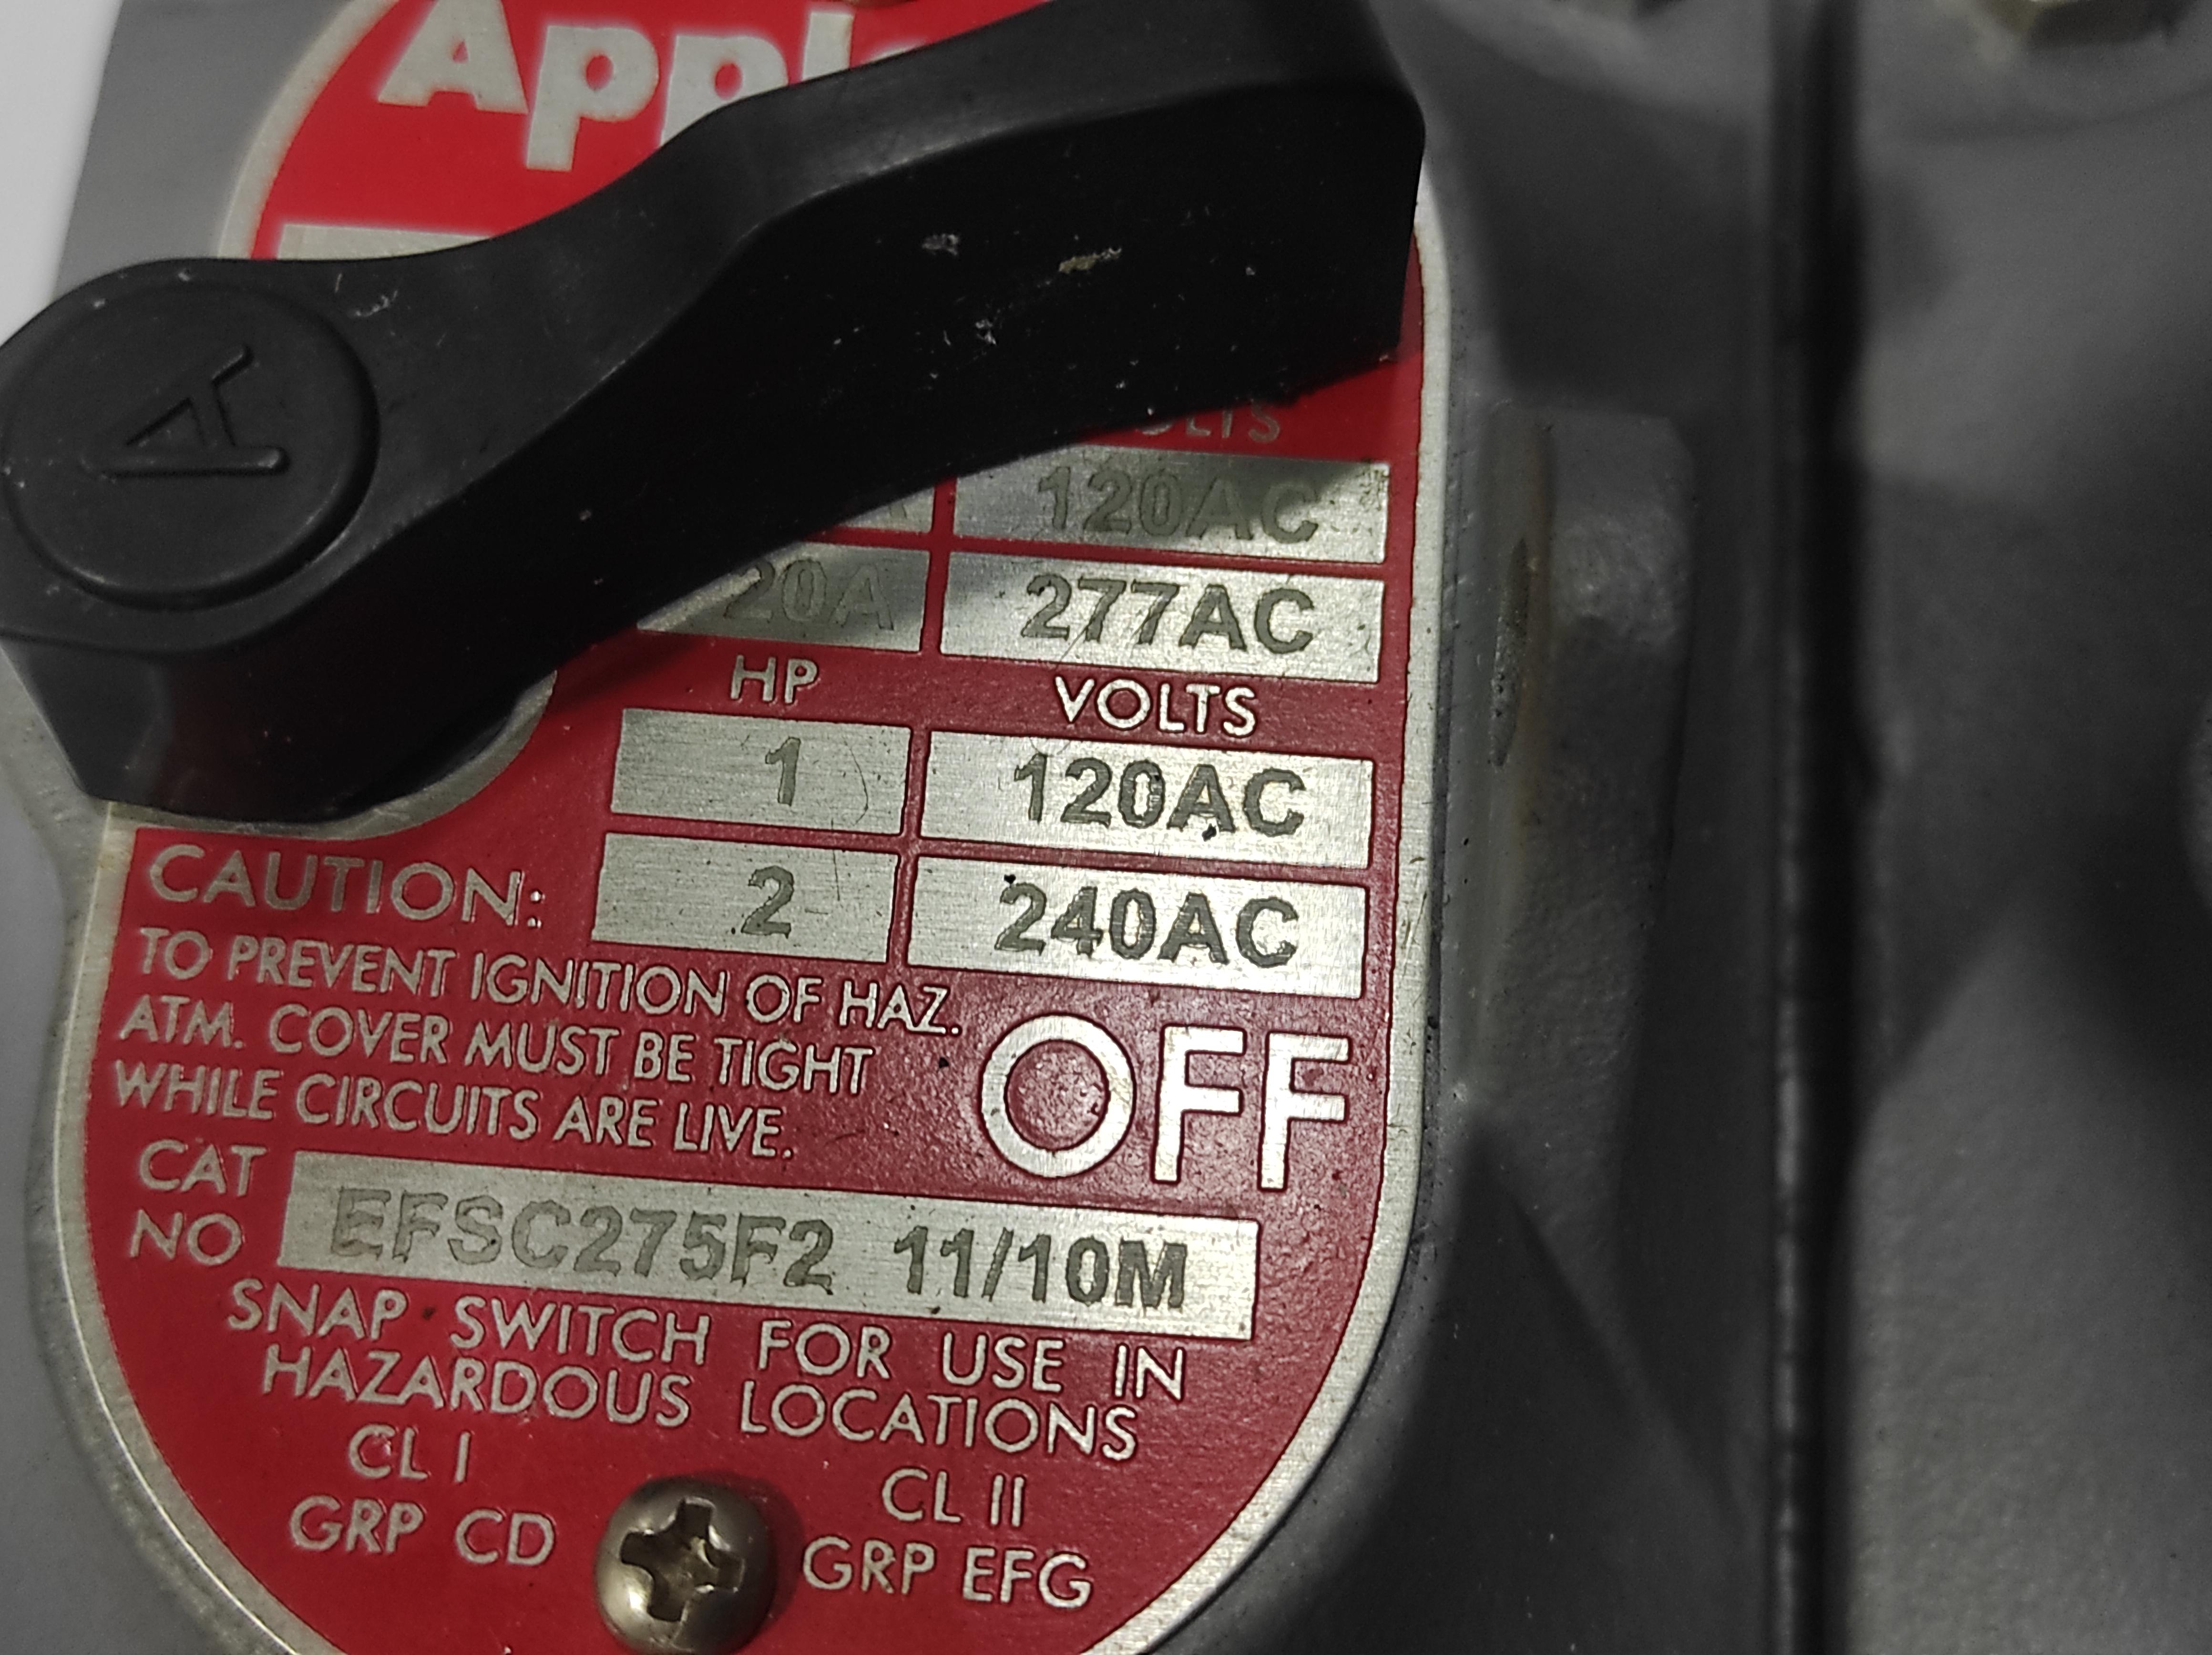 A
120AC
20A 277AC
HP VOLTS
1 120AC
2 240AC
CAUTION:
TO PREVENT IGNITION OF HAZ.
ATM. COVER MUST BE TIGHT
WHILE CIRCUITS ARE LIVE.
OFF
CAT
NO EFSC275F2 11/10M
SNAP SWITCH FOR USE IN
HAZARDOUS LOCATIONS
CL I CL II
GRP CD GRP EFG